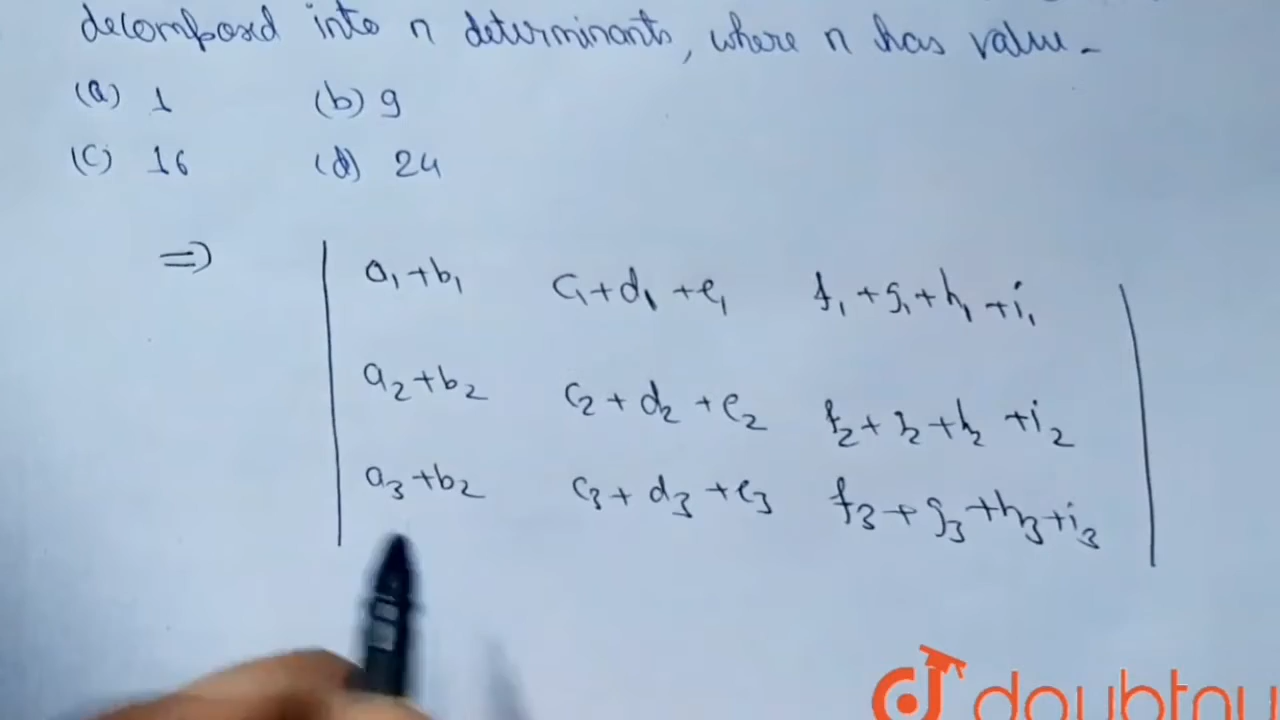 decomposed into n determinants, where n has value -
(a) 1 (b) 9
(c) 16 (d) 24
⇒ a₁+b₁ c₁+d₁+e₁ f₁+g₁+h₁+i₁
a₂+b₂ c₂+d₂+e₂ f₂+g₂+h₂+i₂
a₃+b₂ c₃+d₃+e₃ f₃+g₃+h₃+i₃
doubtnu